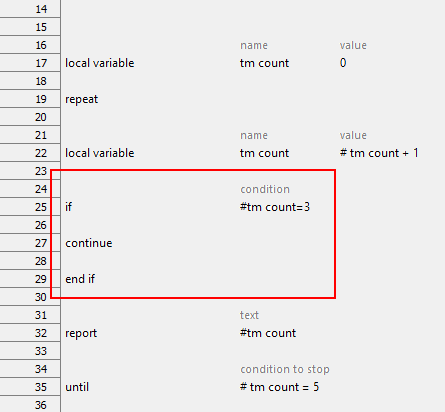 14
15
16 name value
17 local variable tm count 0
18
19 repeat
20
21 name value
22 local variable tm count # tm count + 1
23
24 condition
25 if #tm count=3
26
27 continue
28
29 end if
30
31 text
32 report #tm count
33
34 condition to stop
35 until # tm count = 5
36